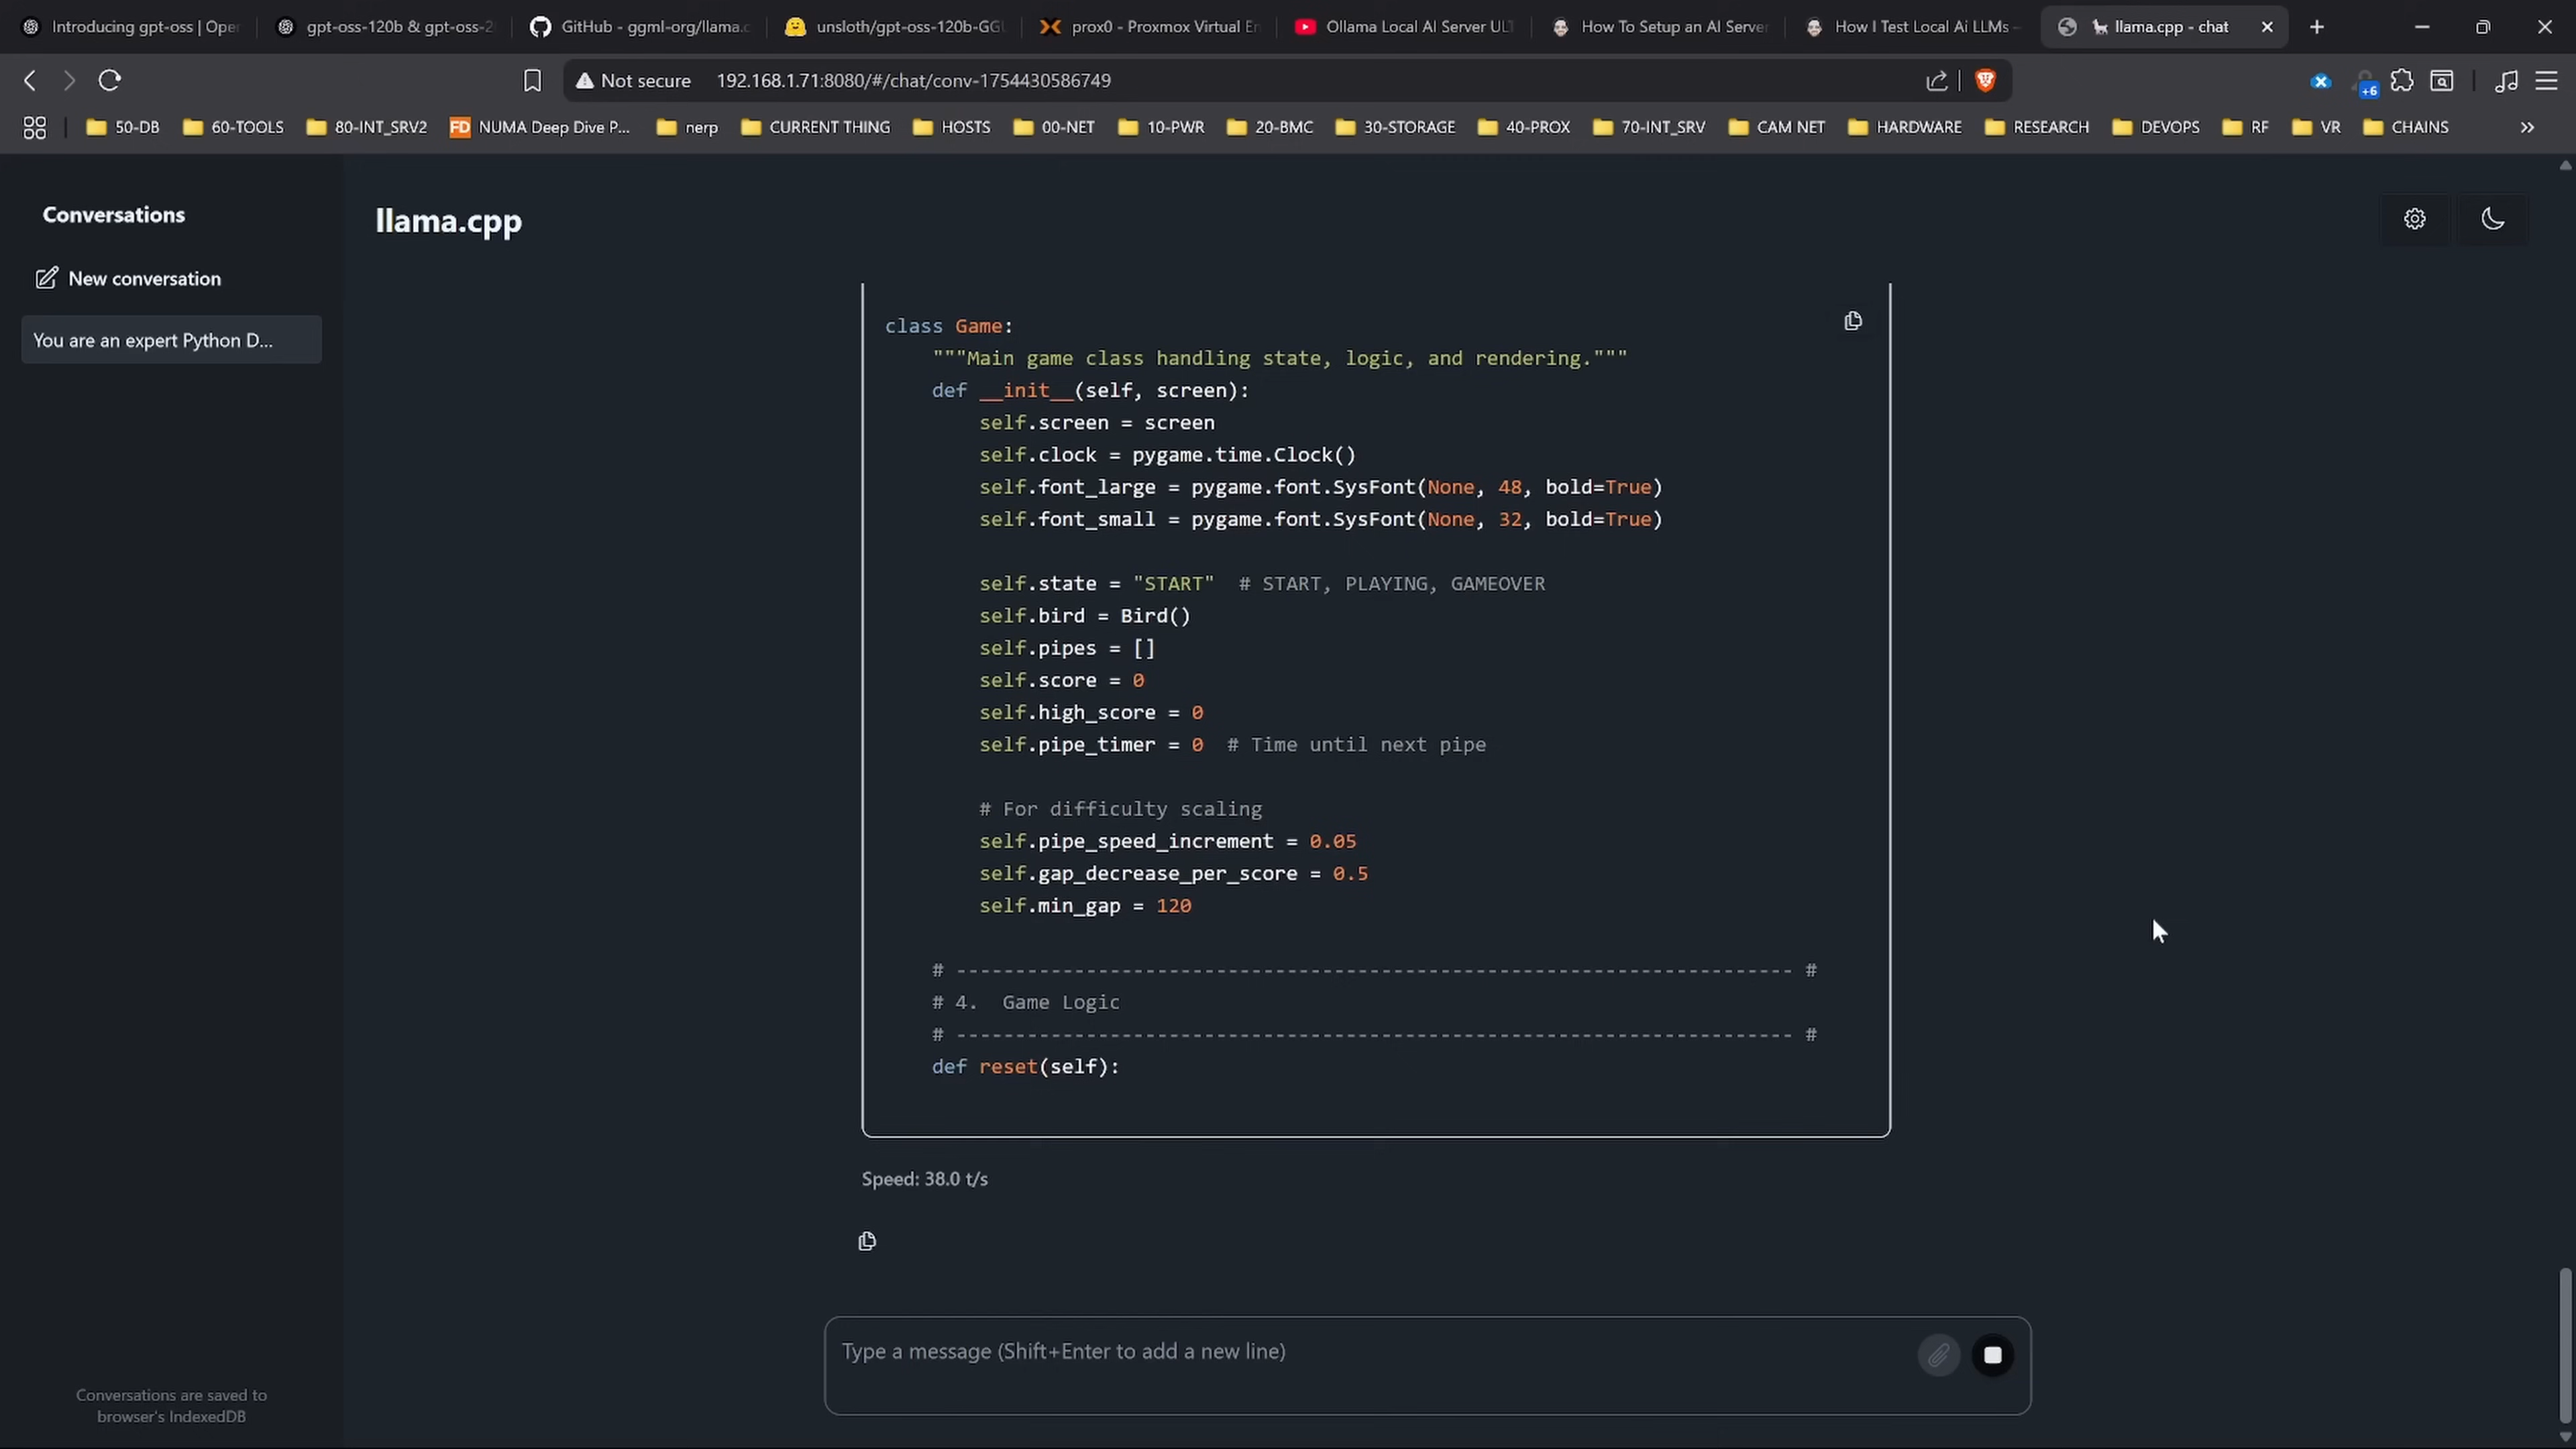 Introducing gpt-oss | Open
gpt-oss-120b & gpt-oss-2
GitHub - ggml-org/llama.c
unsloth/gpt-oss-120b-GGU
prox0 - Proxmox Virtual En
Ollama Local AI Server ULT
How To Setup an AI Server
How I Test Local Ai LLMs -
llama.cpp - chat
Not secure
192.168.1.71:8080/#/chat/conv-1754430586749
+6
50-DB
60-TOOLS
80-INT_SRV2
FD
NUMA Deep Dive P...
nerp
CURRENT THING
HOSTS
00-NET
10-PWR
20-BMC
30-STORAGE
40-PROX
70-INT_SRV
CAM NET
HARDWARE
RESEARCH
DEVOPS
RF
VR
CHAINS
Conversations
New conversation
You are an expert Python D...
Conversations are saved to
browser's IndexedDB
llama.cpp
class Game:
    """Main game class handling state, logic, and rendering."""
    def __init__(self, screen):
        self.screen = screen
        self.clock = pygame.time.Clock()
        self.font_large = pygame.font.SysFont(None, 48, bold=True)
        self.font_small = pygame.font.SysFont(None, 32, bold=True)
        self.state = "START"  # START, PLAYING, GAMEOVER
        self.bird = Bird()
        self.pipes = []
        self.score = 0
        self.high_score = 0
        self.pipe_timer = 0  # Time until next pipe
        # For difficulty scaling
        self.pipe_speed_increment = 0.05
        self.gap_decrease_per_score = 0.5
        self.min_gap = 120
    # ----------------------------------------------------------------------- #
    # 4.  Game Logic
    # ----------------------------------------------------------------------- #
    def reset(self):
Speed: 38.0 t/s
Type a message (Shift+Enter to add a new line)